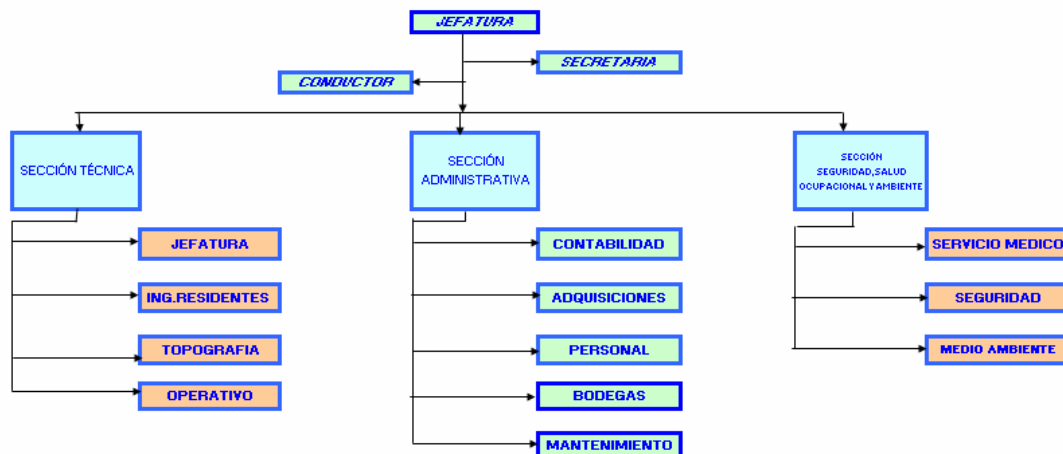 JEFATURA
SECRETARIA
CONDUCTOR
SECCIÓN TÉCNICA
SECCIÓN
ADMINISTRATIVA
SECCIÓN
SEGURIDAD,SALUD
OCUPACIONAL Y AMBIENTE
JEFATURA
ING.RESIDENTES
TOPOGRAFIA
OPERATIVO
CONTABILIDAD
ADQUISICIONES
PERSONAL
BODEGAS
MANTENIMIENTO
SERVICIO MEDICO
SEGURIDAD
MEDIO AMBIENTE